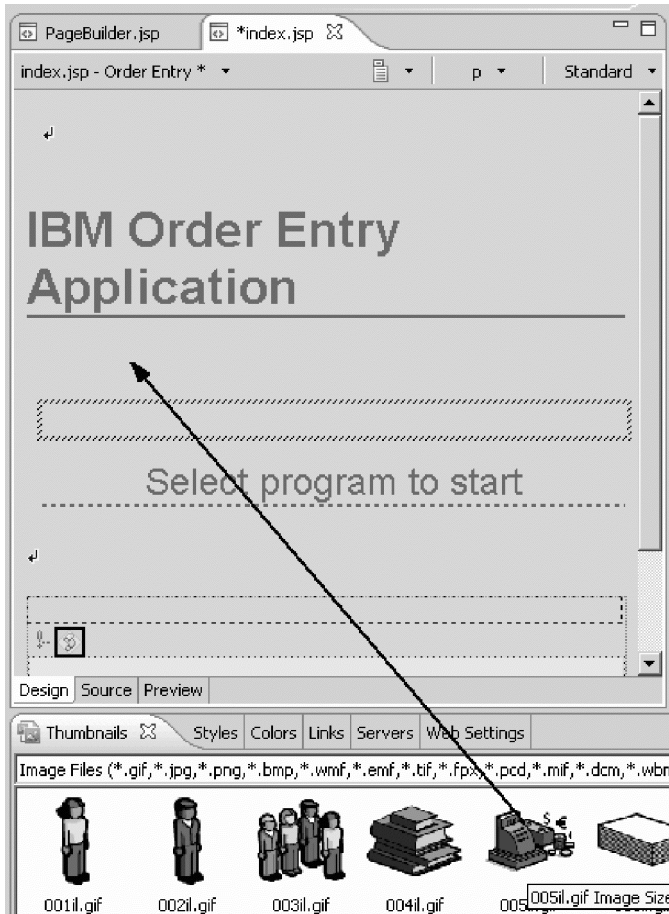 PageBuilder.jsp *index.jsp
index.jsp - Order Entry * p Standard
IBM Order Entry
Application
Select program to start
Design Source Preview
Thumbnails Styles Colors Links Servers Web Settings
Image Files (*.gif,*.jpg,*.png,*.bmp,*.wmf,*.emf,*.tif,*.fpx,*.pcd,*.mif,*.dcm,*.wbn
001il.gif 002il.gif 003il.gif 004il.gif 005il.gif Image Size